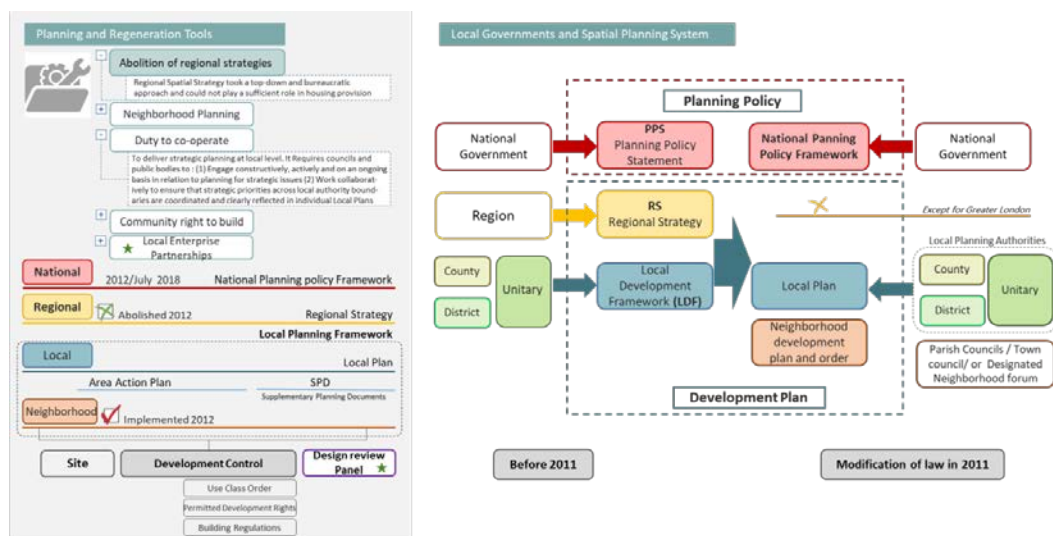 Planning and Regeneration Tools
Abolition of regional strategies
Regional Spatial Strategy took a top-down and bureaucratic
approach and could not play a sufficient role in housing provision
Neighborhood Planning
Duty to co-operate
To deliver strategic planning at local level. It Requires councils and
public bodies to : (1) Engage constructively, actively and on an ongoing
basis in relation to planning for strategic issues (2) Work collaborat-
ively to ensure that strategic priorities across local authority bound-
aries are coordinated and clearly reflected in individual Local Plans
Community right to build
Local Enterprise
Partnerships
National
2012/July 2018
National Planning policy Framework
Regional
Abolished 2012
Regional Strategy
Local Planning Framework
Local
Local Plan
Area Action Plan
SPD
Supplementary Planning Documents
Neighborhood
Implemented 2012
Site
Development Control
Design review
Panel
Use Class Order
Permitted Development Rights
Building Regulations
Local Governments and Spatial Planning System
Planning Policy
National
Government
PPS
Planning Policy
Statement
National Panning
Policy Framework
National
Government
Region
RS
Regional Strategy
Except for Greater London
Local Planning Authorities
County
District
Unitary
Local
Development
Framework (LDF)
Local Plan
County
District
Unitary
Neighborhood
development
plan and order
Parish Councils / Town
council/ or Designated
Neighborhood forum
Development Plan
Before 2011
Modification of law in 2011